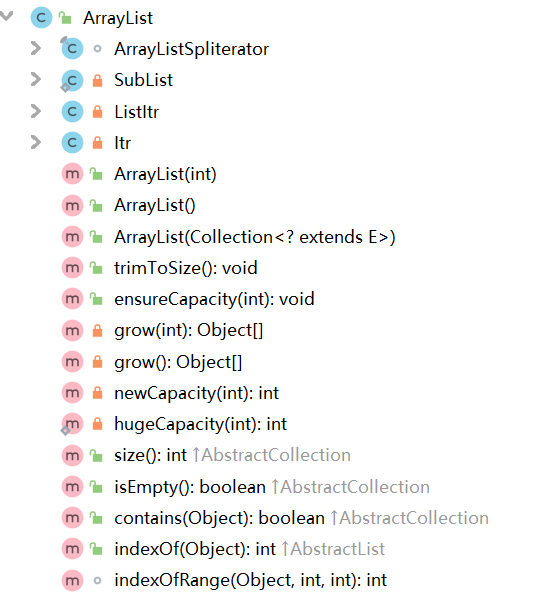 ArrayList
ArrayListSpliterator
SubList
ListItr
Itr
ArrayList(int)
ArrayList()
ArrayList(Collection<? extends E>)
trimToSize(): void
ensureCapacity(int): void
grow(int): Object[]
grow(): Object[]
newCapacity(int): int
hugeCapacity(int): int
size(): int ↑AbstractCollection
isEmpty(): boolean ↑AbstractCollection
contains(Object): boolean ↑AbstractCollection
indexOf(Object): int ↑AbstractList
indexOfRange(Object, int, int): int